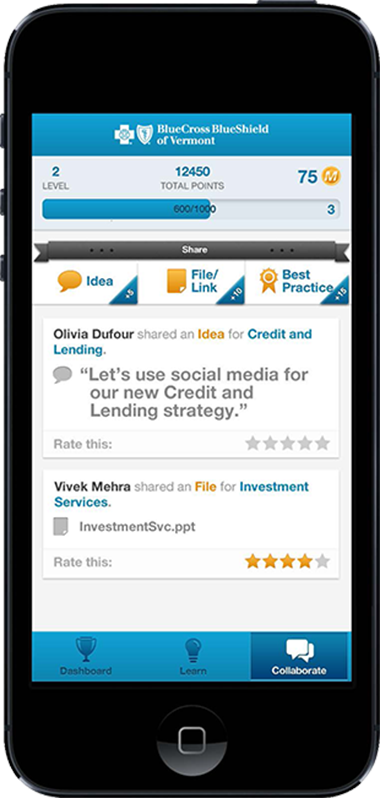 BlueCross BlueShield
of Vermont
2
LEVEL
12450
TOTAL POINTS
75 M
600/1000
3
Share
Idea
+5
File/
Link
+10
Best
Practice
+15
Olivia Dufour shared an Idea for Credit and
Lending.
“Let’s use social media for
our new Credit and
Lending strategy.”
Rate this:
Vivek Mehra shared an File for Investment
Services.
InvestmentSvc.ppt
Rate this:
Dashboard
Learn
Collaborate